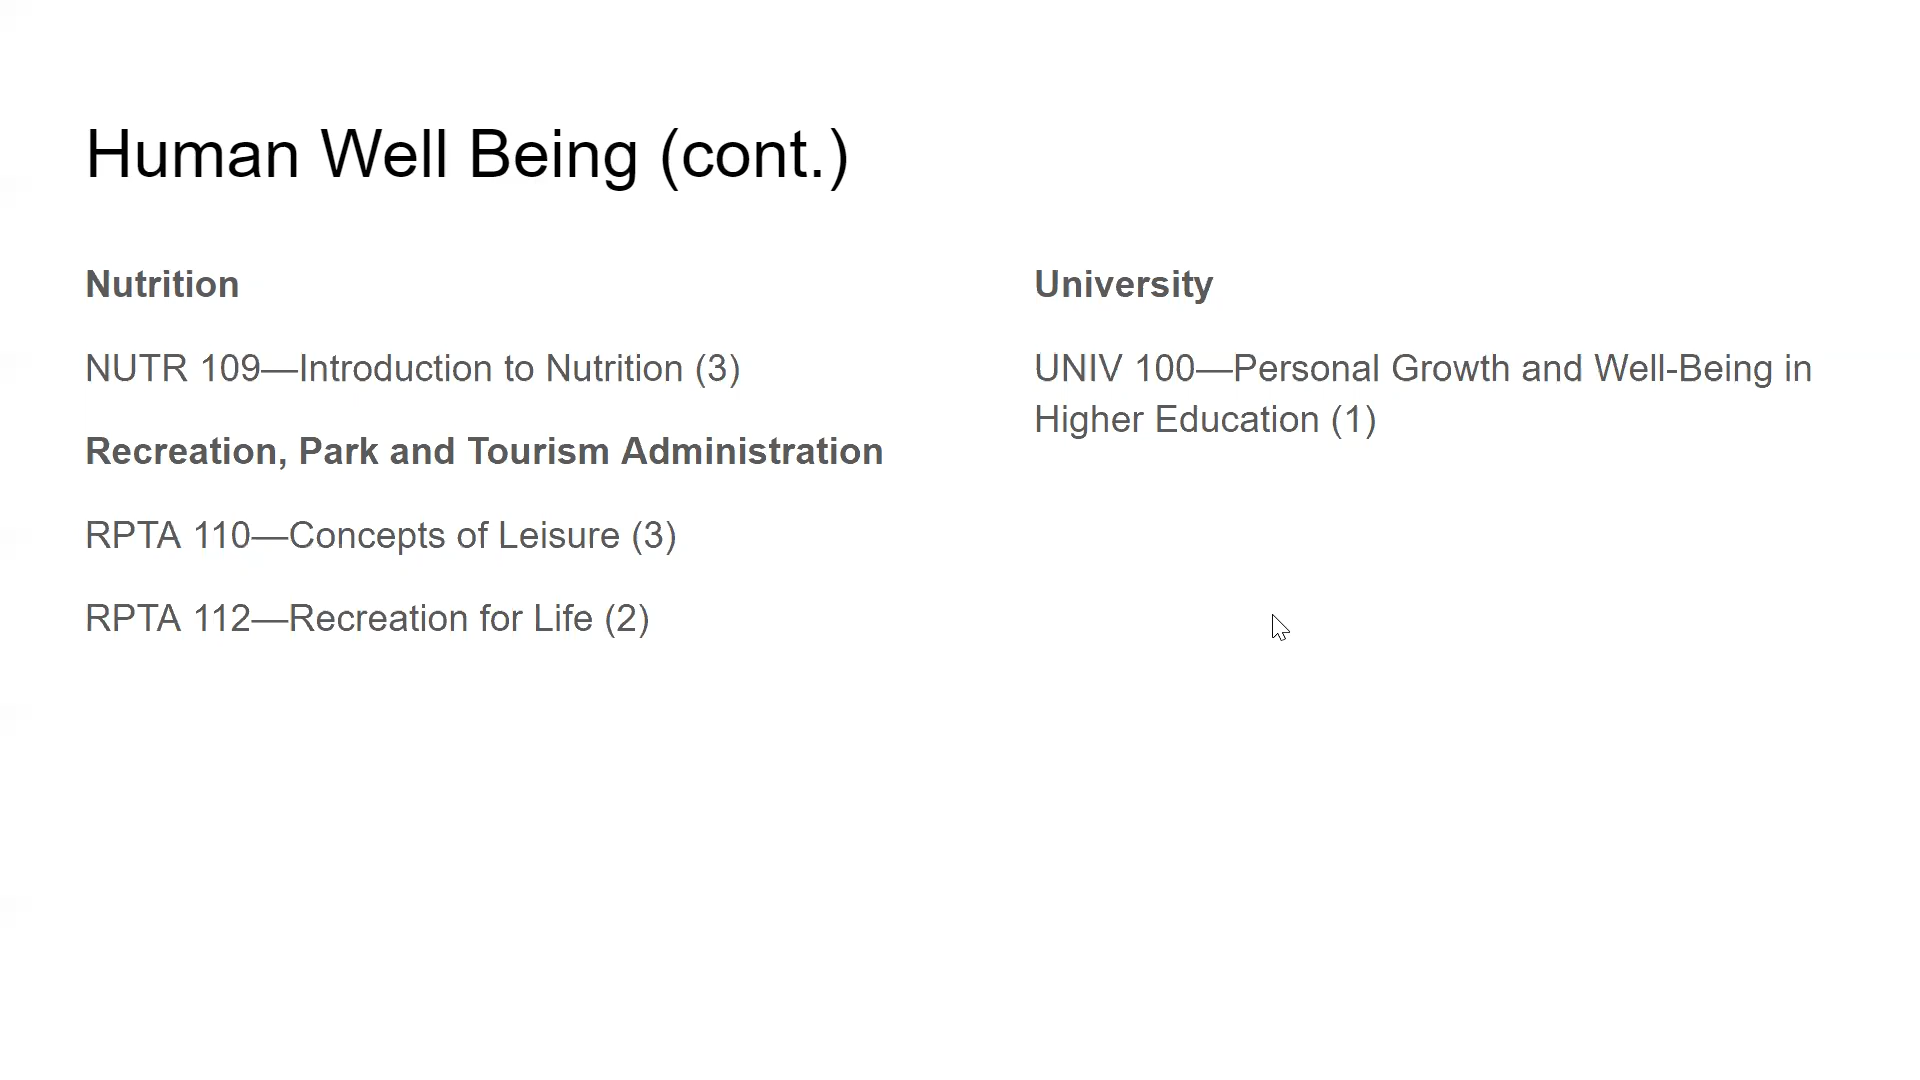 Human Well Being (cont.)
Nutrition
NUTR 109—Introduction to Nutrition (3)
Recreation, Park and Tourism Administration
RPTA 110—Concepts of Leisure (3)
RPTA 112—Recreation for Life (2)
University
UNIV 100—Personal Growth and Well-Being in
Higher Education (1)